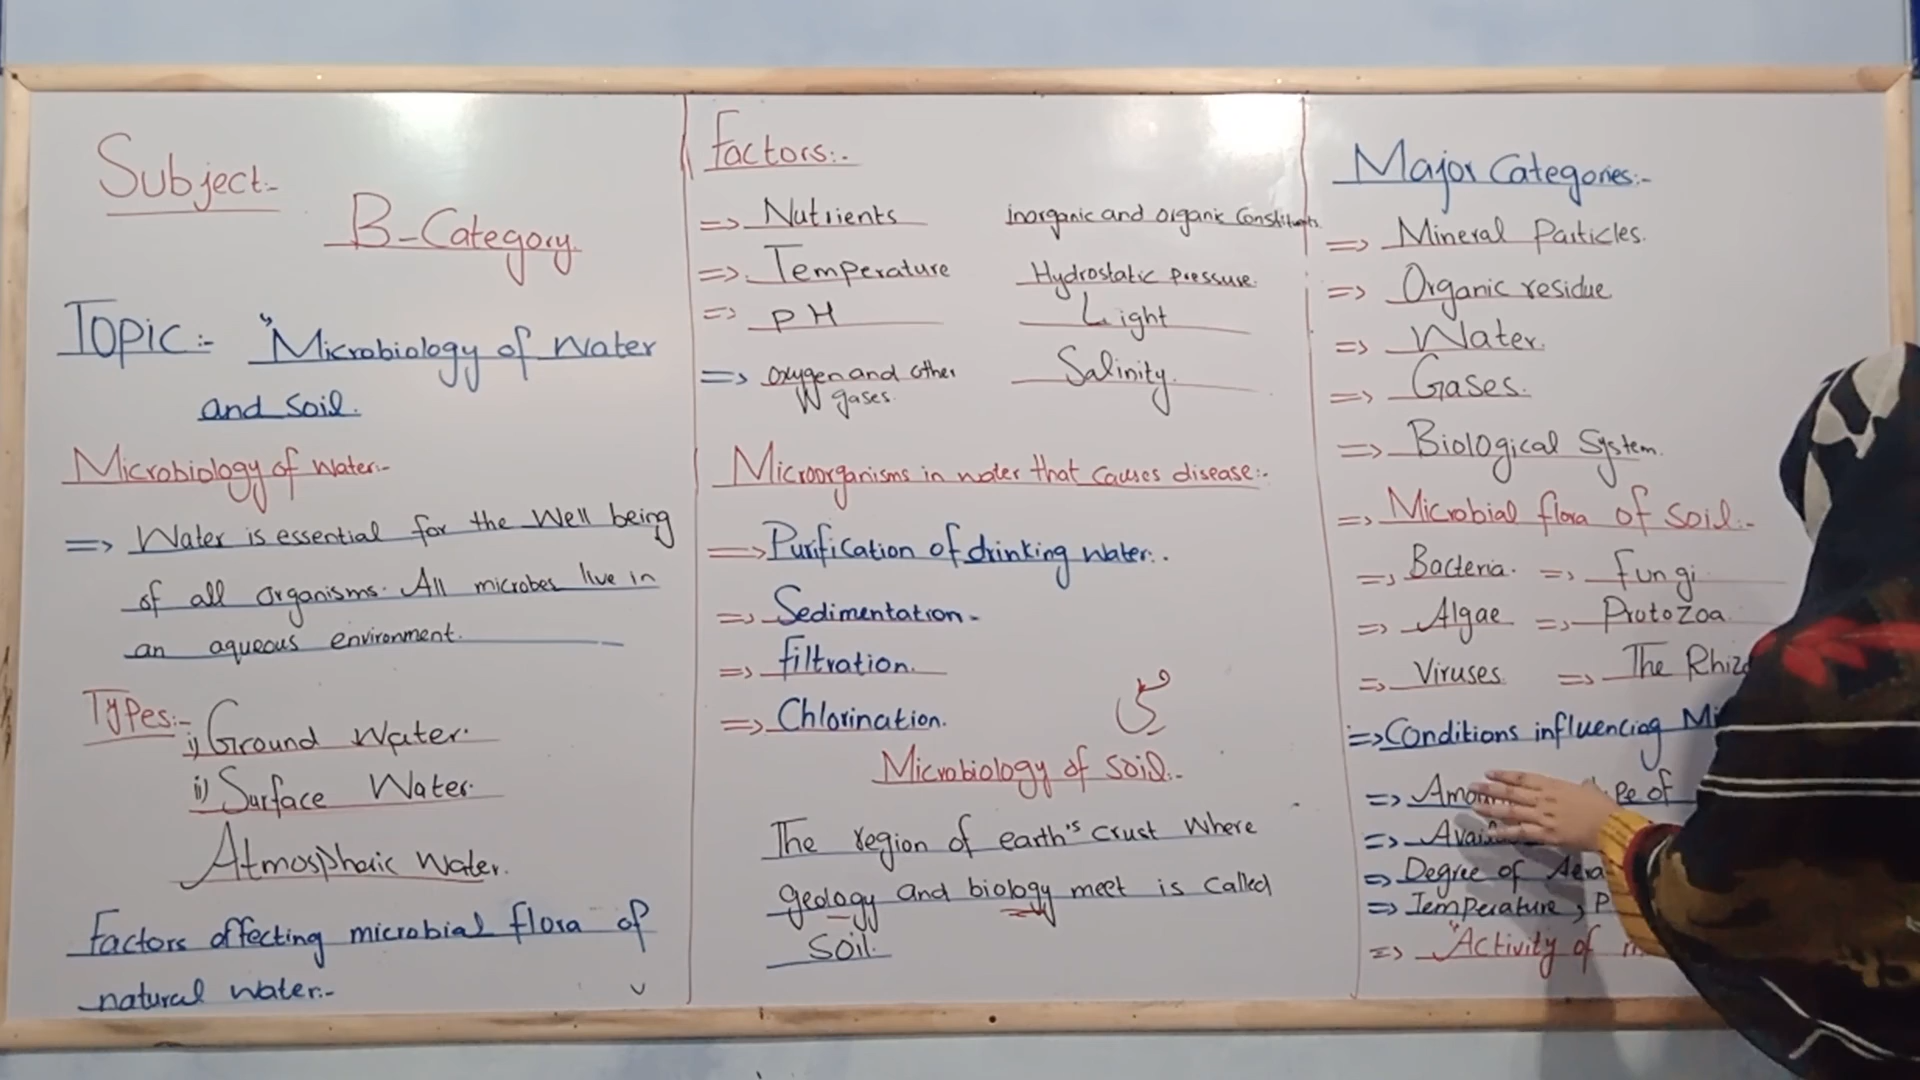 Subject:-
B-Category.
Topic:- "Microbiology of Water
and Soil.
Microbiology of Water:-
=> Water is essential for the Well being
of all organisms. All microbes live in
an aqueous environment.
Types:-
i) Ground Water.
ii) Surface Water.
Atmospharic Water.
Factors affecting microbial flora of
natural Water:-
Factors:-
=> Nutrients inorganic and organic
=> Temperature Hydrostatic Pressure.
=> PH Light
=> Oxygen and other Salinity.
gases.
Microorganisms in water that causes disease:-
=> Purification of drinking Water:.
=> Sedimentation -
=> filtration.
=> Chlorination.
Microbiology of Soil:-
The region of earth's crust Where
geology and biology meet is called
Soil.
Major Categories:-
=> Mineral Particles.
=> Organic residue
=> Water.
=> Gases.
=> Biological System.
=> Microbial flora of Soil:-
=> Bacteria. => Fungi
=> Algae => Protozoa
=> Viruses => The
=> Conditions influencing
=> of
=>
=> Degree of
=> Temperature, P
=> "Activity of